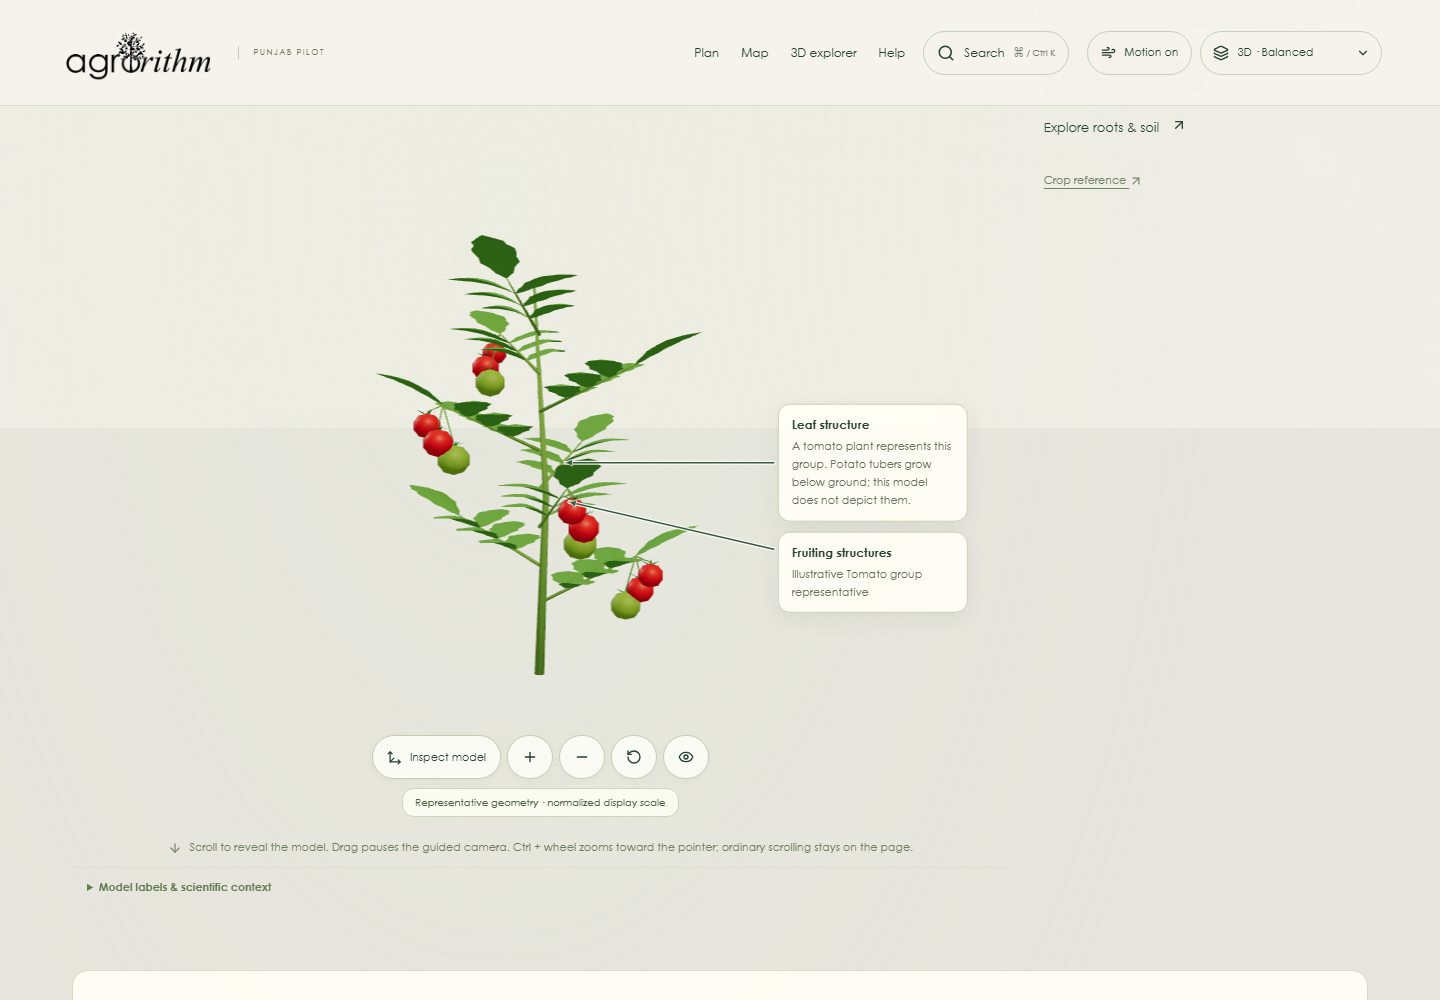 agrorithm
PUNJAB PILOT
Plan Map 3D explorer Help Search ⌘ / Ctrl K Motion on 3D · Balanced
Explore roots & soil
Crop reference
Leaf structure
A tomato plant represents this
group. Potato tubers grow
below ground; this model
does not depict them.
Fruiting structures
Illustrative Tomato group
representative
Inspect model
Representative geometry · normalized display scale
Scroll to reveal the model. Drag pauses the guided camera. Ctrl + wheel zooms toward the pointer; ordinary scrolling stays on the page.
Model labels & scientific context